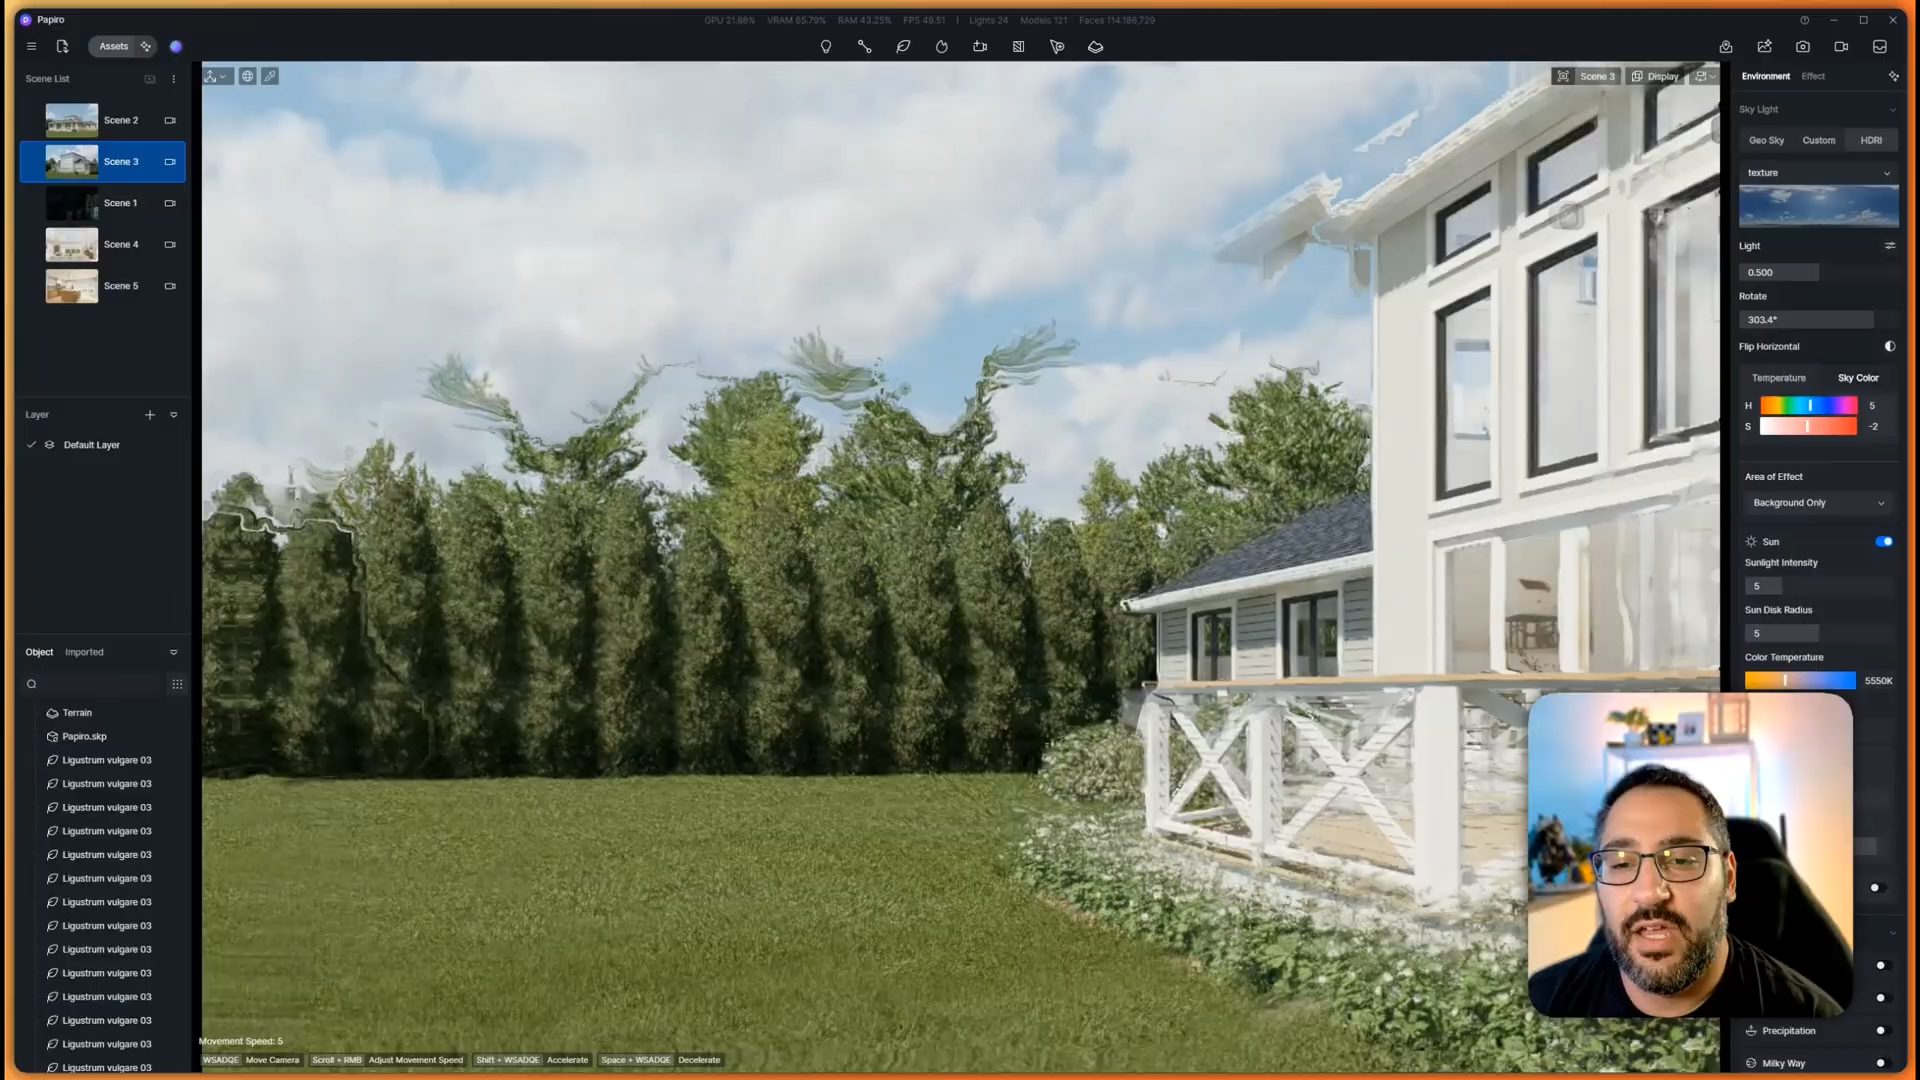 Papiro
GPU 21.88% VRAM 65.79% RAM 43.25% FPS 49.51 | Lights 24 Models 121 Faces 114,186,729
Assets
Scene List
Scene 2
Scene 3
Scene 1
Scene 4
Scene 5
Layer
Default Layer
Object Imported
Terrain
Papiro.skp
Ligustrum vulgare 03
Ligustrum vulgare 03
Ligustrum vulgare 03
Ligustrum vulgare 03
Ligustrum vulgare 03
Ligustrum vulgare 03
Ligustrum vulgare 03
Ligustrum vulgare 03
Ligustrum vulgare 03
Ligustrum vulgare 03
Ligustrum vulgare 03
Ligustrum vulgare 03
Ligustrum vulgare 03
Ligustrum vulgare 03
Scene 3 Display
Movement Speed: 5
WSADQE Move Camera Scroll + RMB Adjust Movement Speed Shift + WSADQE Accelerate Space + WSADQE Decelerate
Environment Effect
Sky Light
Geo Sky Custom HDRI
texture
Light
0.500
Rotate
303.4°
Flip Horizontal
Temperature Sky Color
H 5
S -2
Area of Effect
Background Only
Sun
Sunlight Intensity
5
Sun Disk Radius
5
Color Temperature
5550K
Precipitation
Milky Way